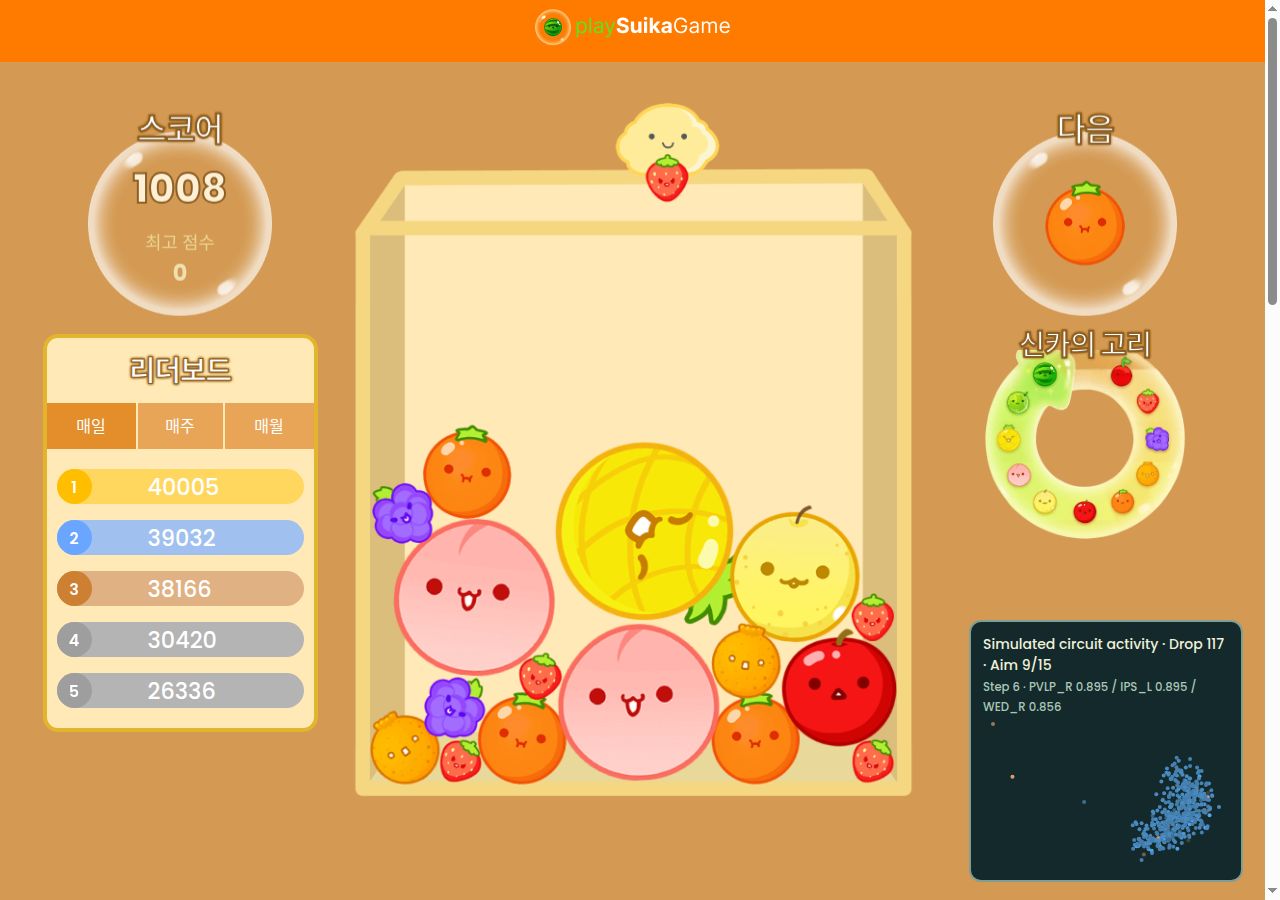 playSuikaGame
스코어
1008
최고 점수
0
리더보드
매일 매주 매월
1 40005
2 39032
3 38166
4 30420
5 26336
다음
신카의 고리
Simulated circuit activity · Drop 117
· Aim 9/15
Step 6 · PVLP_R 0.895 / IPS_L 0.895 /
WED_R 0.856